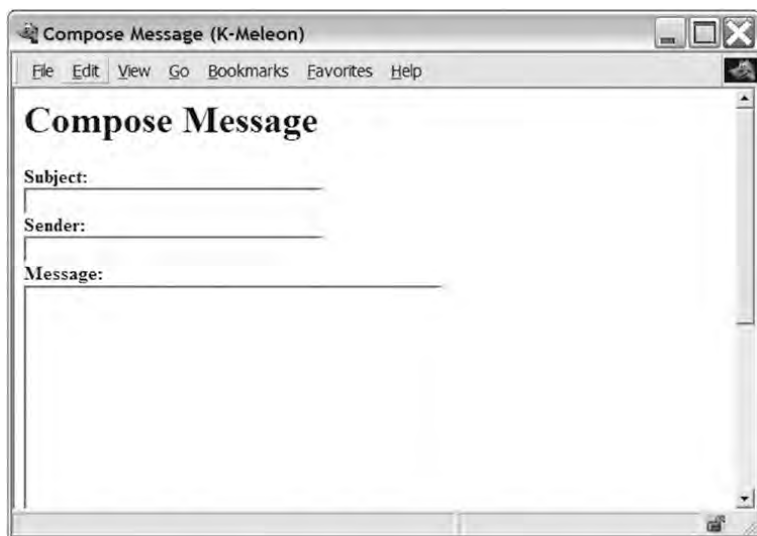 Compose Message (K-Meleon)
File Edit View Go Bookmarks Favorites Help
Compose Message
Subject:
Sender:
Message: